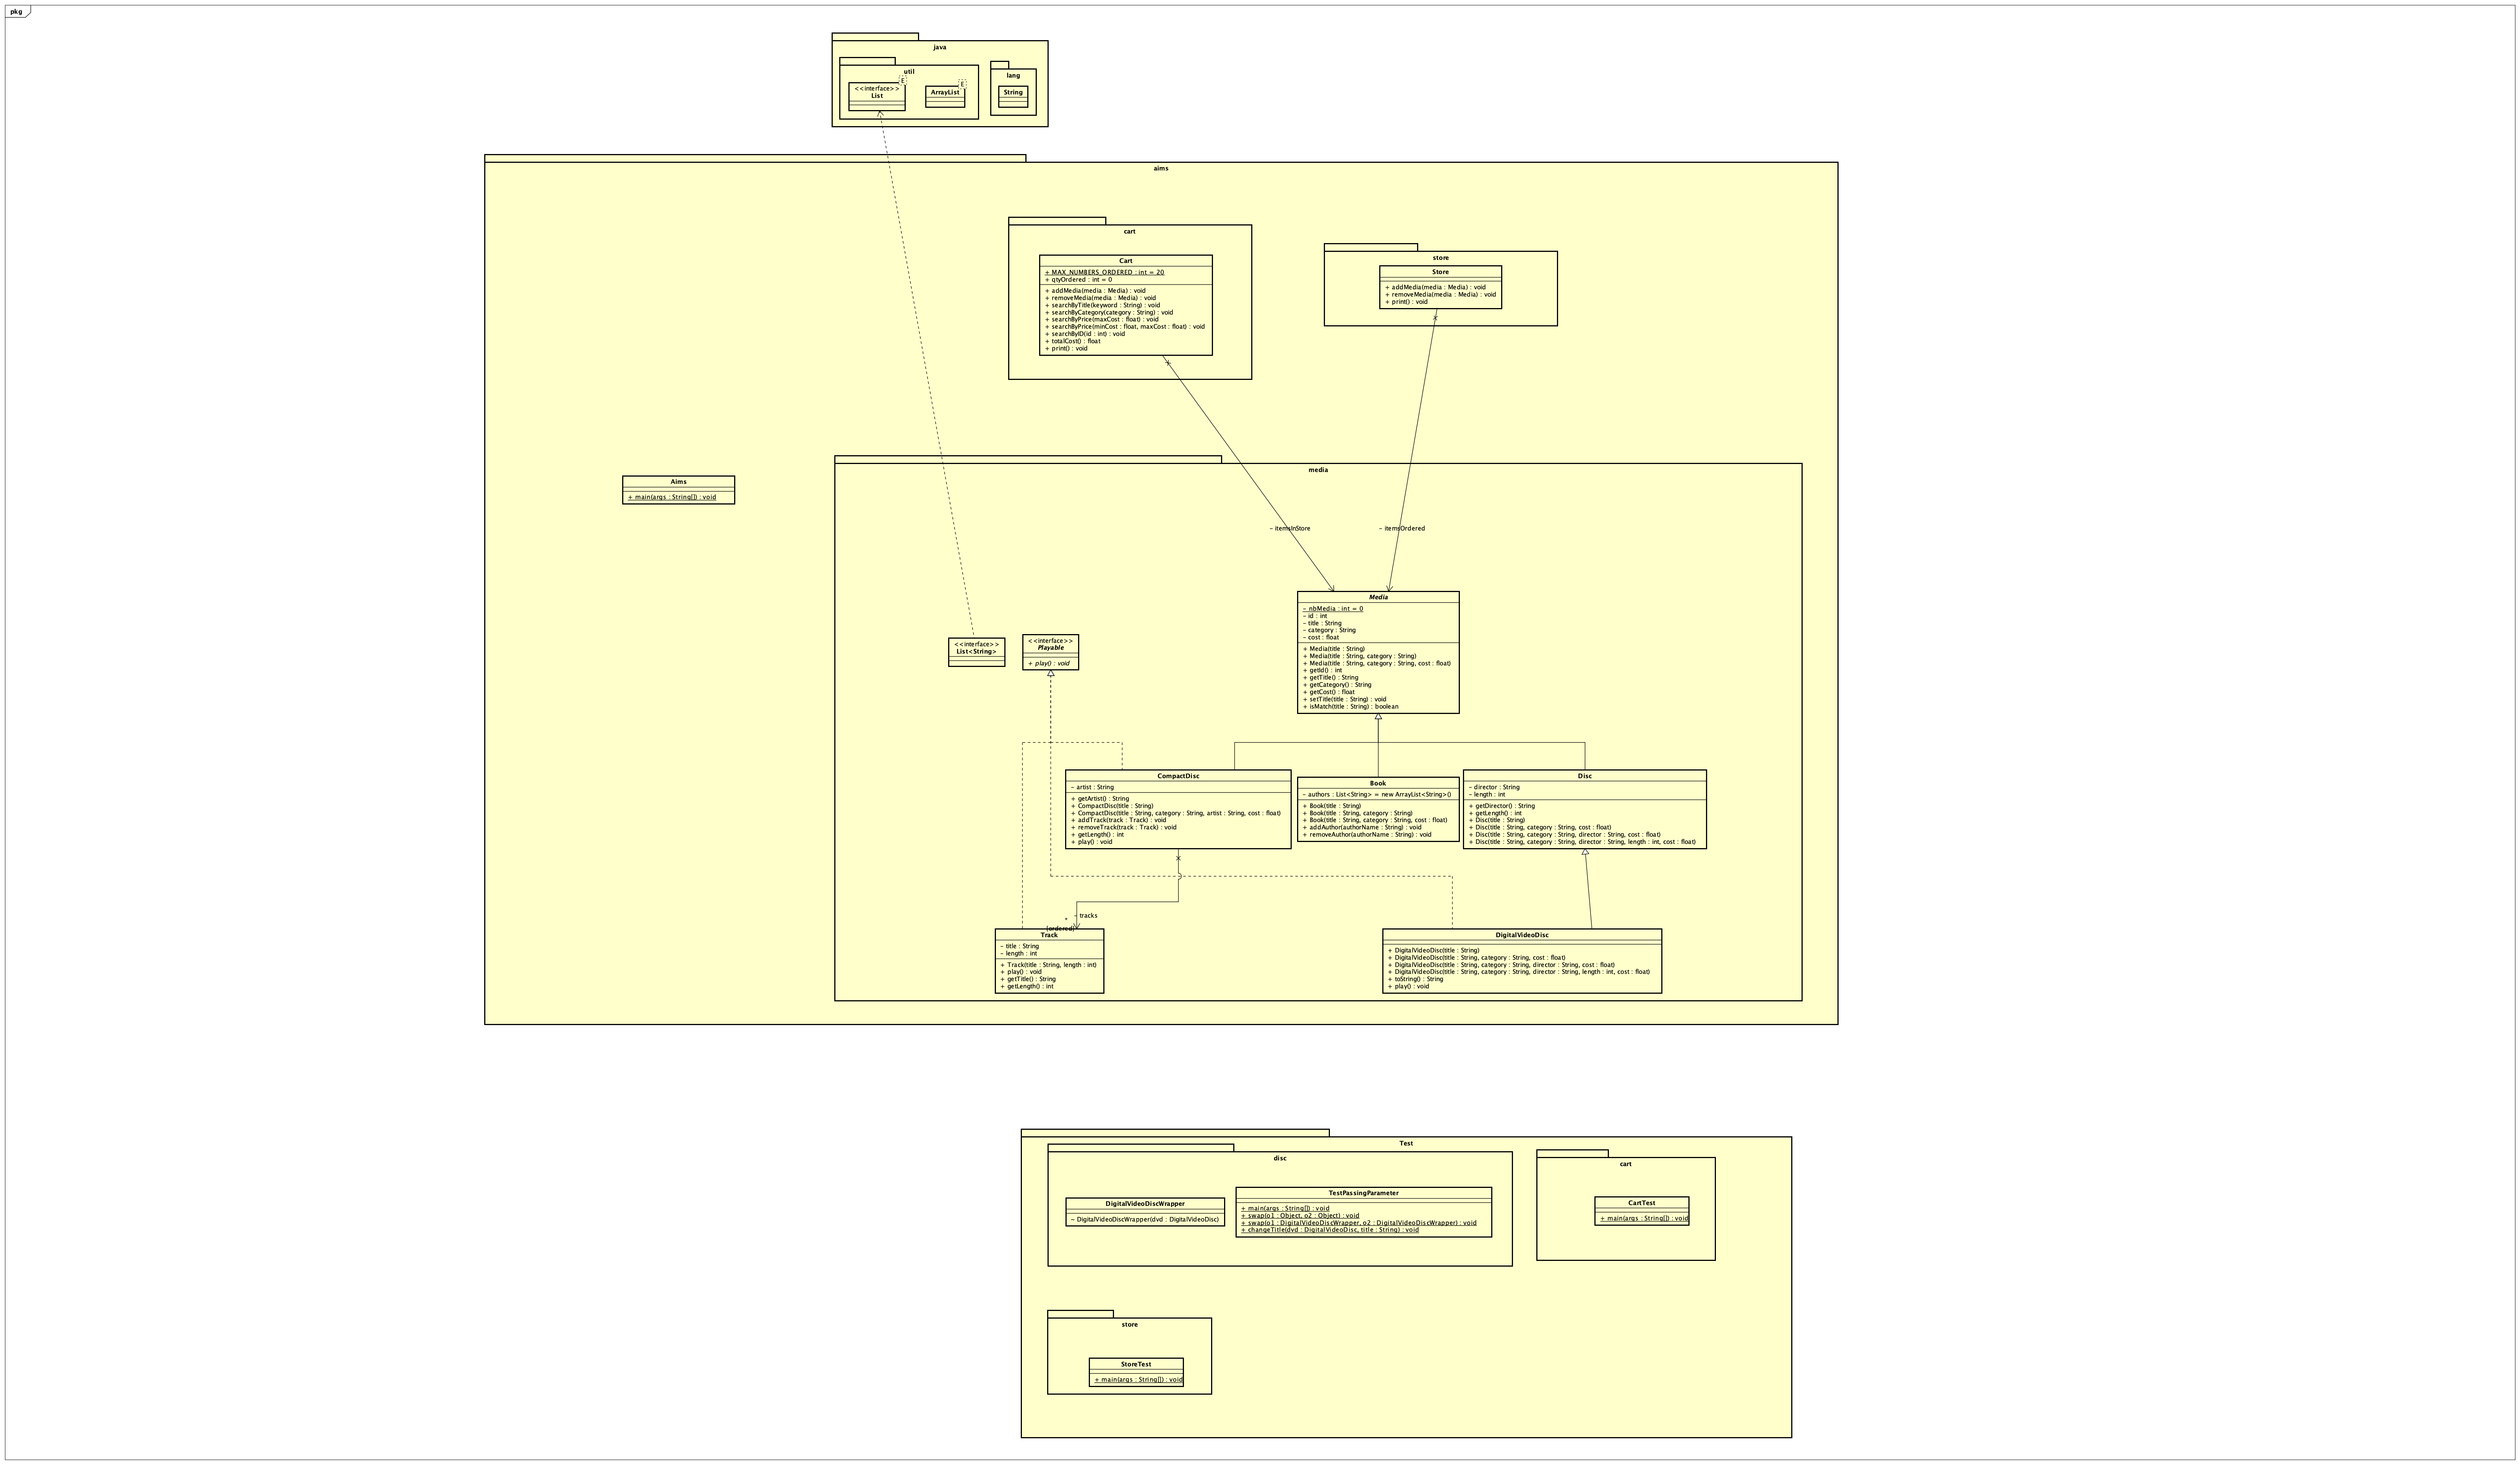 pkg
java
util
E
<<interface>>
List
E
ArrayList
lang
String
aims
cart
Cart
+ MAX_NUMBERS_ORDERED : int = 20
+ qtyOrdered : int = 0
+ addMedia(media : Media) : void
+ removeMedia(media : Media) : void
+ searchByTitle(keyword : String) : void
+ searchByCategory(category : String) : void
+ searchByPrice(maxCost : float) : void
+ searchByPrice(minCost : float, maxCost : float) : void
+ searchByID(id : int) : void
+ totalCost() : float
+ print() : void
store
Store
+ addMedia(media : Media) : void
+ removeMedia(media : Media) : void
+ print() : void
Aims
+ main(args : String[]) : void
media
- itemsInStore
- itemsOrdered
<<interface>>
List<String>
<<interface>>
Playable
+ play() : void
Media
- nbMedia : int = 0
- id : int
- title : String
- category : String
- cost : float
+ Media(title : String)
+ Media(title : String, category : String)
+ Media(title : String, category : String, cost : float)
+ getId() : int
+ getTitle() : String
+ getCategory() : String
+ getCost() : float
+ setTitle(title : String) : void
+ isMatch(title : String) : boolean
CompactDisc
- artist : String
+ getArtist() : String
+ CompactDisc(title : String)
+ CompactDisc(title : String, category : String, artist : String, cost : float)
+ addTrack(track : Track) : void
+ removeTrack(track : Track) : void
+ getLength() : int
+ play() : void
Book
- authors : List<String> = new ArrayList<String>()
+ Book(title : String)
+ Book(title : String, category : String)
+ Book(title : String, category : String, cost : float)
+ addAuthor(authorName : String) : void
+ removeAuthor(authorName : String) : void
Disc
- director : String
- length : int
+ getDirector() : String
+ getLength() : int
+ Disc(title : String)
+ Disc(title : String, category : String, cost : float)
+ Disc(title : String, category : String, director : String, cost : float)
+ Disc(title : String, category : String, director : String, length : int, cost : float)
- tracks
*
{ordered}
Track
- title : String
- length : int
+ Track(title : String, length : int)
+ play() : void
+ getTitle() : String
+ getLength() : int
DigitalVideoDisc
+ DigitalVideoDisc(title : String)
+ DigitalVideoDisc(title : String, category : String, cost : float)
+ DigitalVideoDisc(title : String, category : String, director : String, cost : float)
+ DigitalVideoDisc(title : String, category : String, director : String, length : int, cost : float)
+ toString() : String
+ play() : void
Test
disc
DigitalVideoDiscWrapper
- DigitalVideoDiscWrapper(dvd : DigitalVideoDisc)
TestPassingParameter
+ main(args : String[]) : void
+ swap(o1 : Object, o2 : Object) : void
+ swap(o1 : DigitalVideoDiscWrapper, o2 : DigitalVideoDiscWrapper) : void
+ changeTitle(dvd : DigitalVideoDisc, title : String) : void
cart
CartTest
+ main(args : String[]) : void
store
StoreTest
+ main(args : String[]) : void